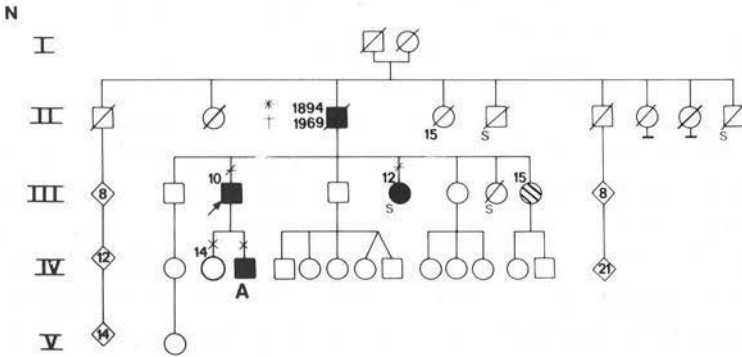 N
I
II * 1894
† 1969 15 S S
III 8 10 12 S S 15 8
IV 12 14 A 21
V 14